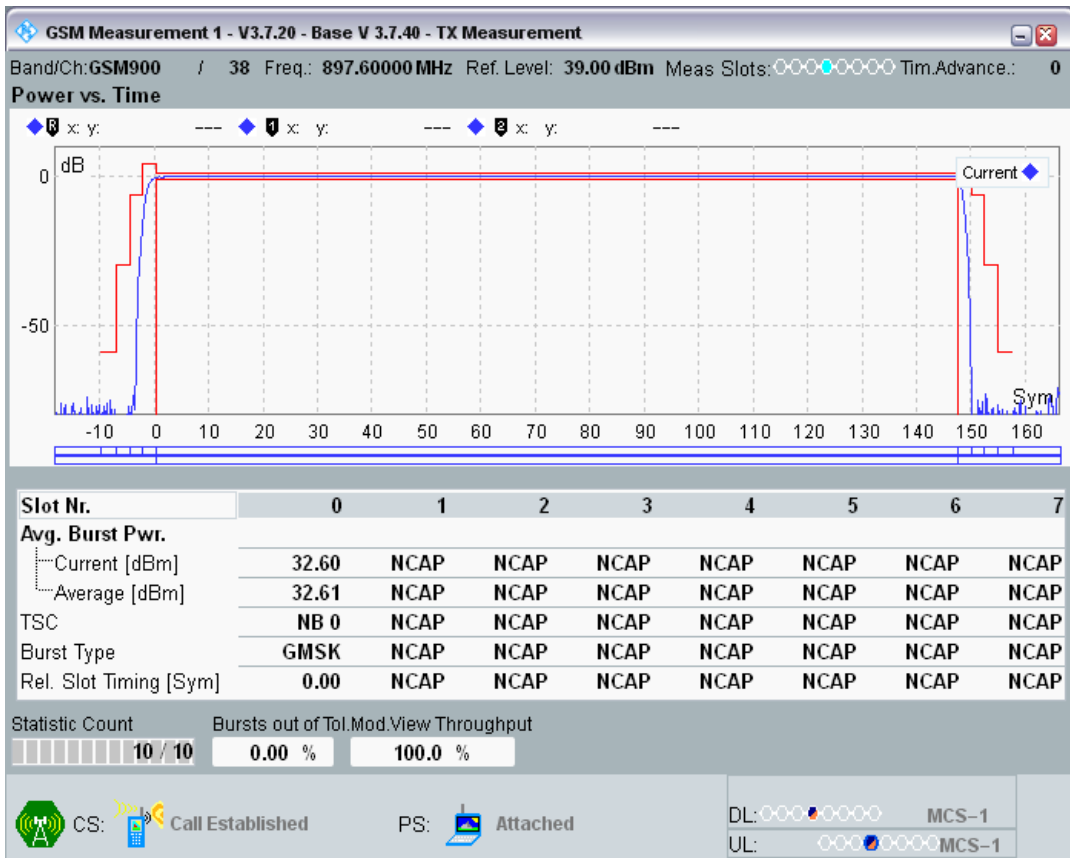 GSM Measurement 1 - V3.7.20 - Base V 3.7.40 - TX Measurement
Band/Ch:GSM900 / 38 Freq.: 897.60000 MHz Ref. Level: 39.00 dBm Meas Slots: Tim.Advance.: 0
Power vs. Time
R x: y: --- 1 x: y: --- 2 x: y: ---
dB
Current
0
-50
Sym
-10 0 10 20 30 40 50 60 70 80 90 100 110 120 130 140 150 160
Slot Nr. 0 1 2 3 4 5 6 7
Avg. Burst Pwr.
Current [dBm] 32.60 NCAP NCAP NCAP NCAP NCAP NCAP NCAP
Average [dBm] 32.61 NCAP NCAP NCAP NCAP NCAP NCAP NCAP
TSC NB 0 NCAP NCAP NCAP NCAP NCAP NCAP NCAP
Burst Type GMSK NCAP NCAP NCAP NCAP NCAP NCAP NCAP
Rel. Slot Timing [Sym] 0.00 NCAP NCAP NCAP NCAP NCAP NCAP NCAP
Statistic Count Bursts out of Tol.Mod.View Throughput
10 / 10 0.00 % 100.0 %
CS: Call Established PS: Attached
DL: MCS-1
UL: MCS-1